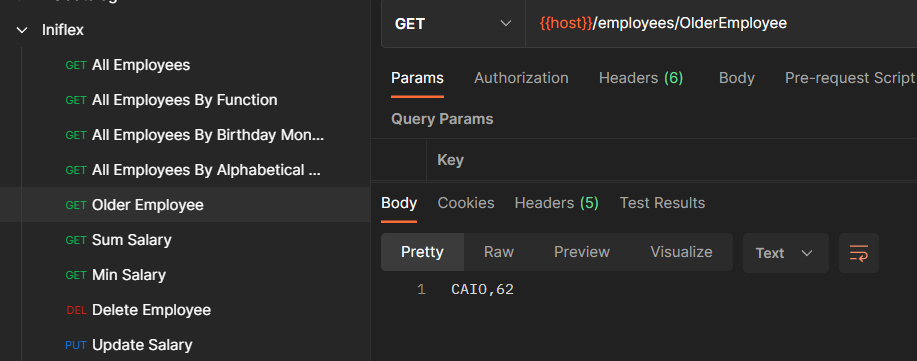 Iniflex
GET All Employees
GET All Employees By Function
GET All Employees By Birthday Mon...
GET All Employees By Alphabetical ...
GET Older Employee
GET Sum Salary
GET Min Salary
DEL Delete Employee
PUT Update Salary
GET {{host}}/employees/OlderEmployee
Params Authorization Headers (6) Body Pre-request Script
Query Params
Key
Body Cookies Headers (5) Test Results
Pretty Raw Preview Visualize Text
1 CAIO,62